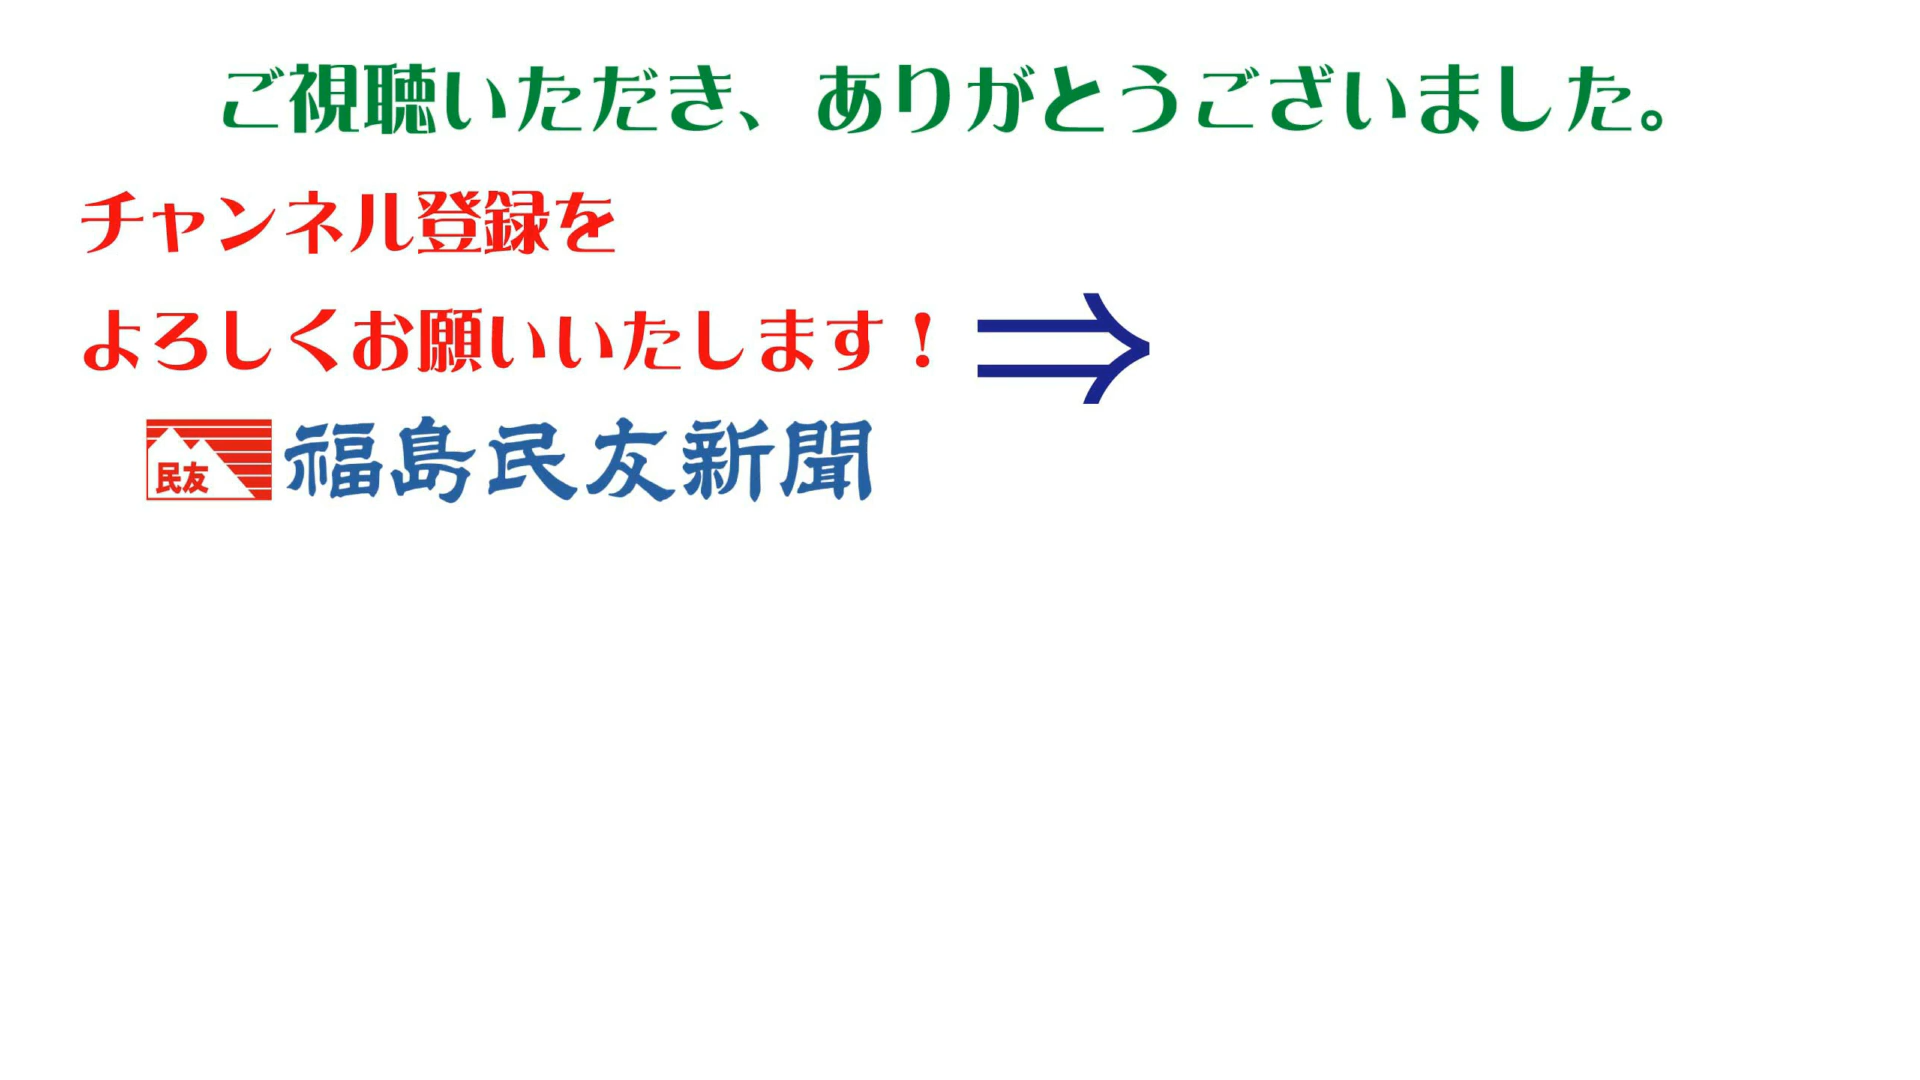 ご視聴いただき、ありがとうございました。
チャンネル登録を
よろしくお願いいたします！⇒
民友 福島民友新聞